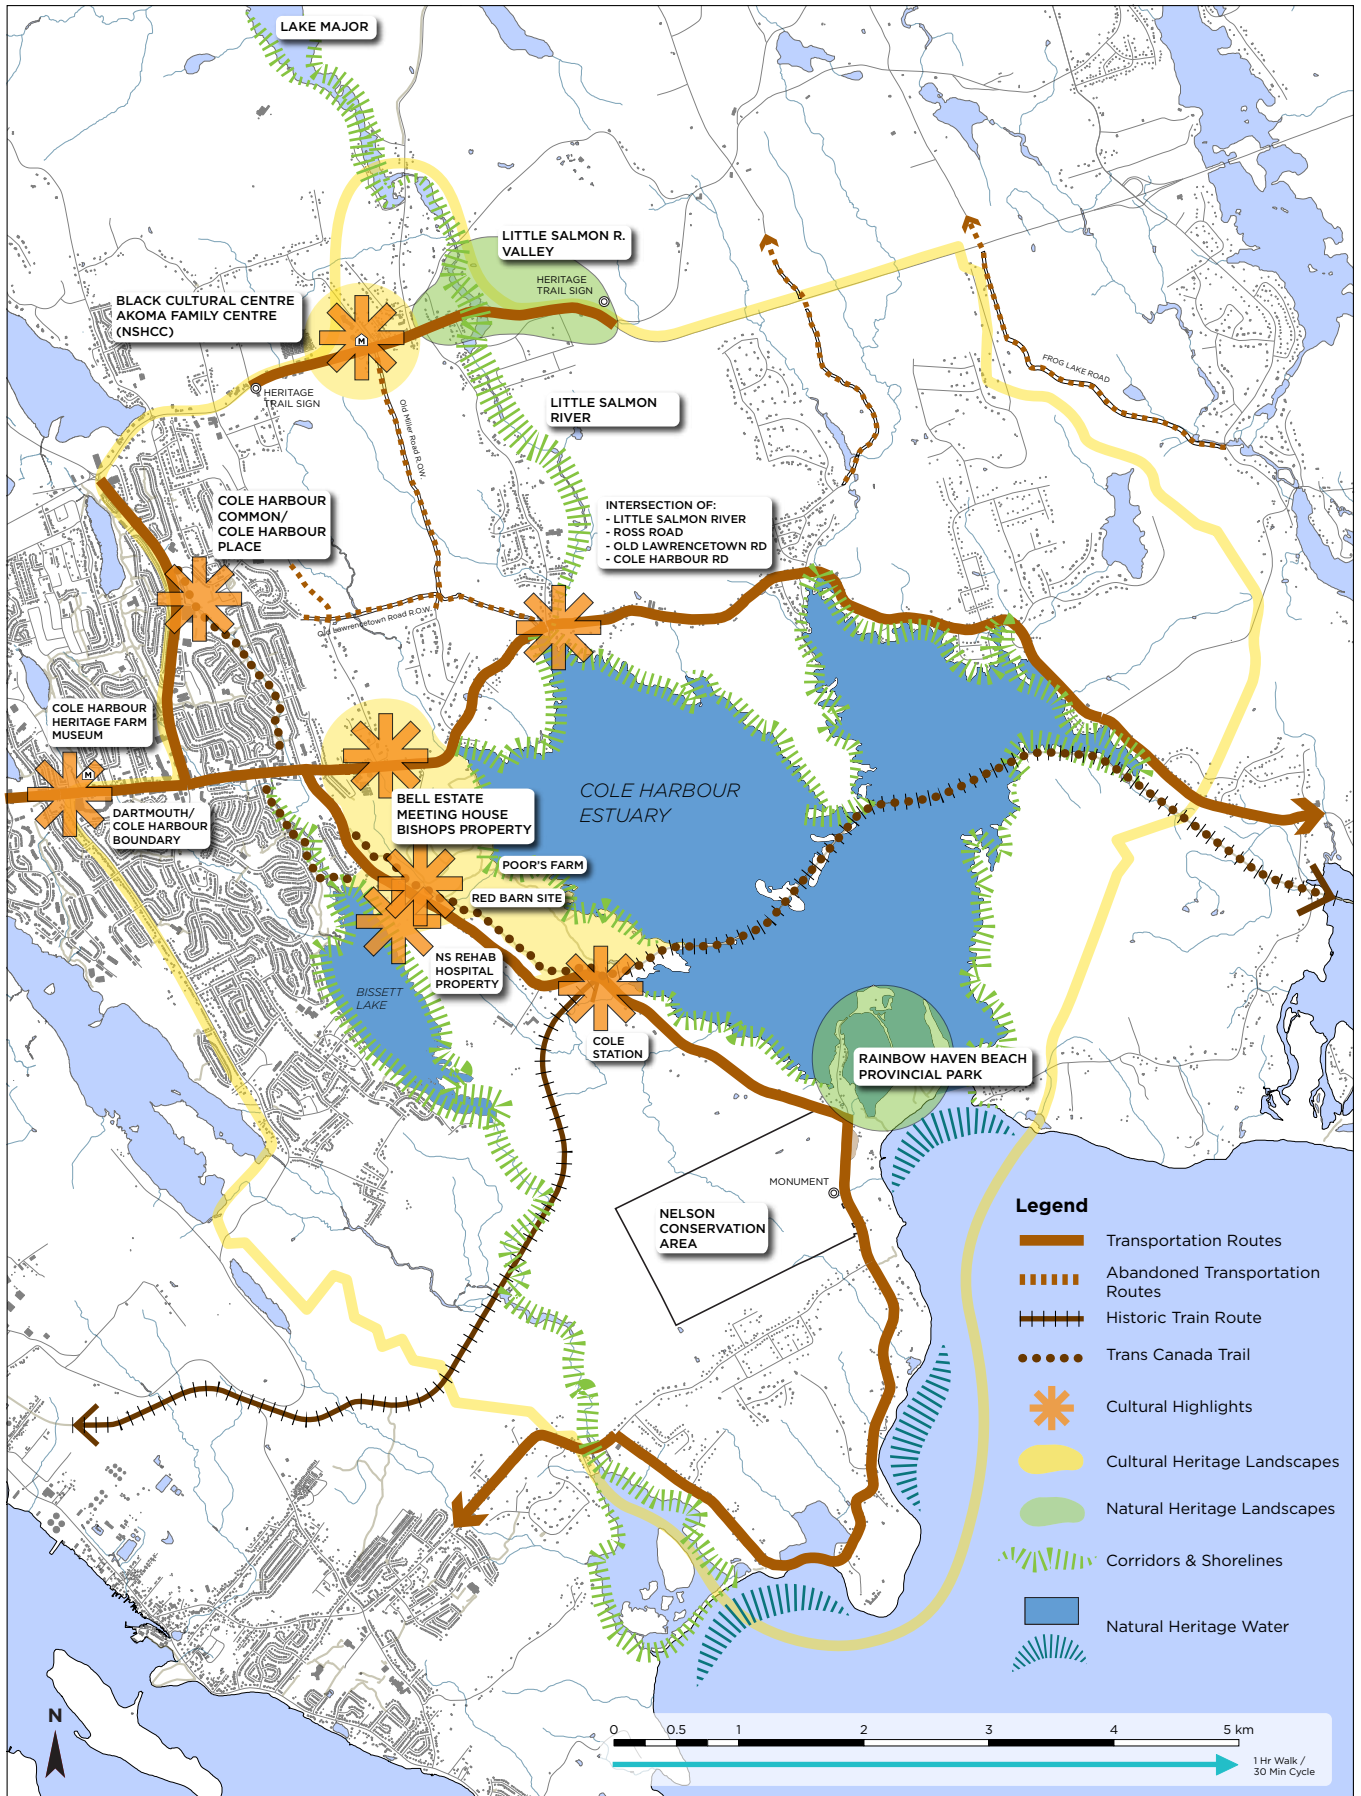 LAKE MAJOR
LITTLE SALMON R.
VALLEY
HERITAGE
TRAIL SIGN
BLACK CULTURAL CENTRE
AKOMA FAMILY CENTRE
(NSHCC)
M
HERITAGE
TRAIL SIGN
FROG LAKE ROAD
Old Miller Road R.O.W.
LITTLE SALMON
RIVER
COLE HARBOUR
COMMON/
COLE HARBOUR
PLACE
INTERSECTION OF:
- LITTLE SALMON RIVER
- ROSS ROAD
- OLD LAWRENCETOWN RD
- COLE HARBOUR RD
Old Lawrencetown Road R.O.W.
COLE HARBOUR
HERITAGE FARM
MUSEUM
M
DARTMOUTH/
COLE HARBOUR
BOUNDARY
COLE HARBOUR
ESTUARY
BELL ESTATE
MEETING HOUSE
BISHOPS PROPERTY
POOR'S FARM
RED BARN SITE
NS REHAB
HOSPITAL
PROPERTY
BISSETT
LAKE
COLE
STATION
RAINBOW HAVEN BEACH
PROVINCIAL PARK
MONUMENT
NELSON
CONSERVATION
AREA
Legend
Transportation Routes
Abandoned Transportation
Routes
Historic Train Route
Trans Canada Trail
Cultural Highlights
Cultural Heritage Landscapes
Natural Heritage Landscapes
Corridors & Shorelines
Natural Heritage Water
N
0 0.5 1 2 3 4 5 km
1 Hr Walk /
30 Min Cycle